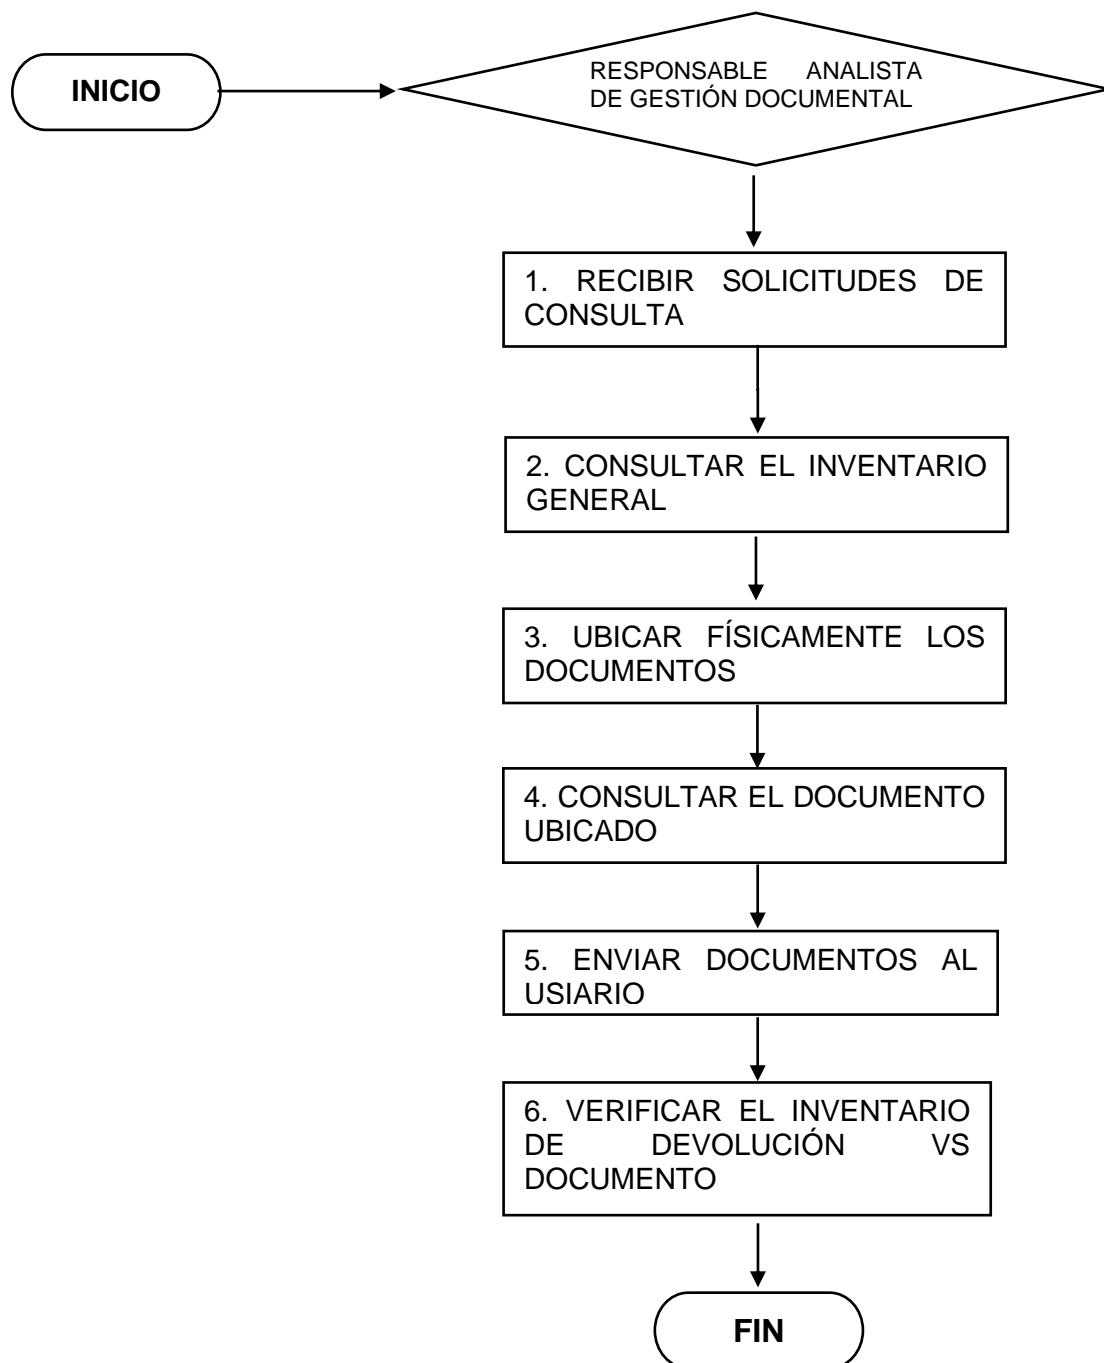 INICIO
RESPONSABLE ANALISTA
DE GESTIÓN DOCUMENTAL
1. RECIBIR SOLICITUDES DE
CONSULTA
2. CONSULTAR EL INVENTARIO
GENERAL
3. UBICAR FÍSICAMENTE LOS
DOCUMENTOS
4. CONSULTAR EL DOCUMENTO
UBICADO
5. ENVIAR DOCUMENTOS AL
USIARIO
6. VERIFICAR EL INVENTARIO
DE DEVOLUCIÓN VS
DOCUMENTO
FIN